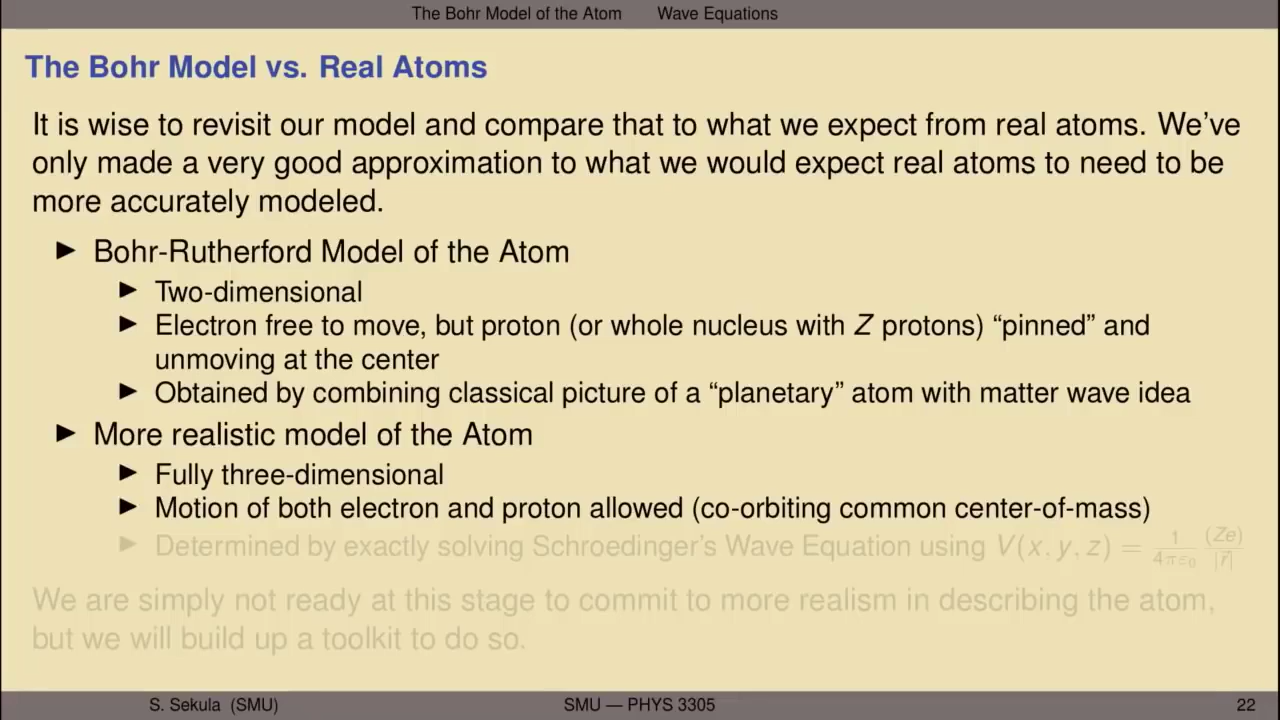 The Bohr Model of the Atom Wave Equations
The Bohr Model vs. Real Atoms
It is wise to revisit our model and compare that to what we expect from real atoms. We've
only made a very good approximation to what we would expect real atoms to need to be
more accurately modeled.
▶ Bohr-Rutherford Model of the Atom
▶ Two-dimensional
▶ Electron free to move, but proton (or whole nucleus with Z protons) “pinned” and
unmoving at the center
▶ Obtained by combining classical picture of a “planetary” atom with matter wave idea
▶ More realistic model of the Atom
▶ Fully three-dimensional
▶ Motion of both electron and proton allowed (co-orbiting common center-of-mass)
▶ Determined by exactly solving Schroedinger's Wave Equation using V(x, y, z) = 1/(4πε₀) (Ze)/|r⃗|
We are simply not ready at this stage to commit to more realism in describing the atom,
but we will build up a toolkit to do so.
S. Sekula (SMU) SMU — PHYS 3305 22